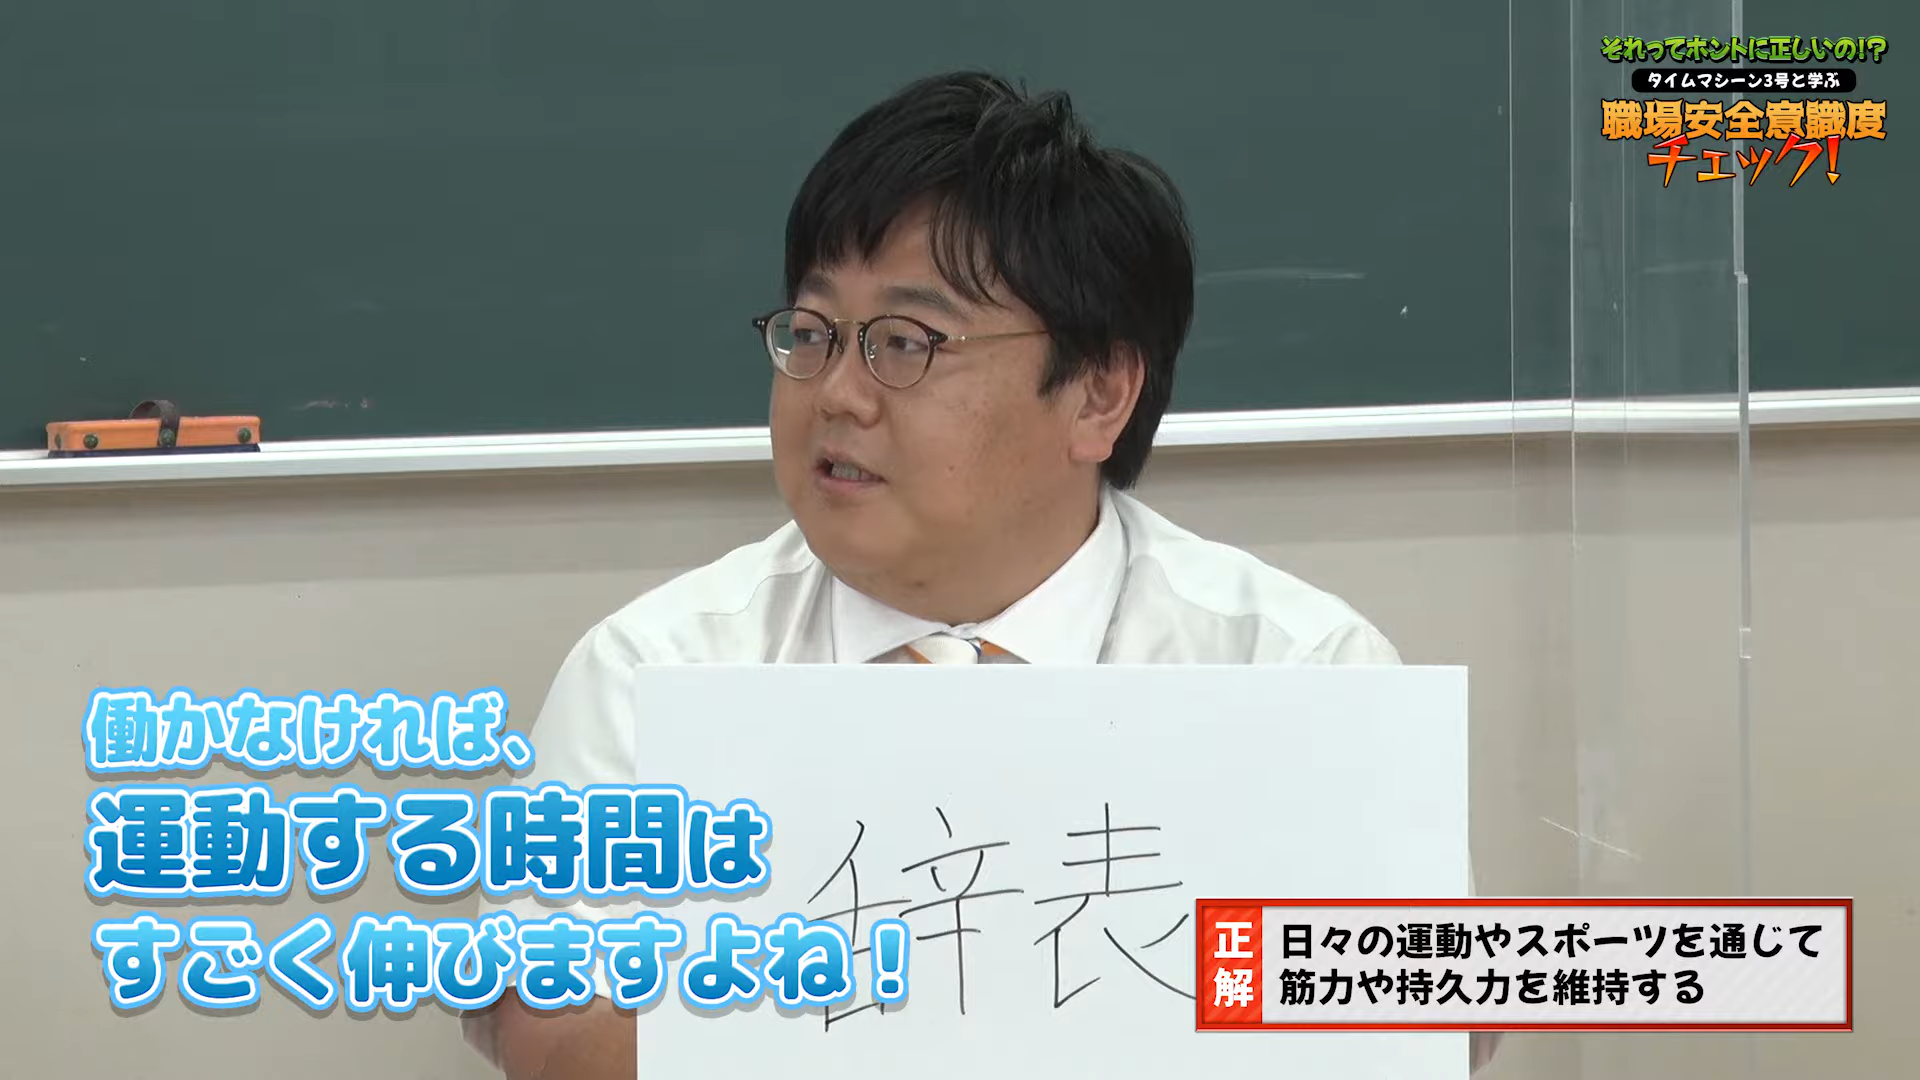 それってホントに正しいの!?
タイムマシーン3号と学ぶ
職場安全意識度
チェック!
働かなければ、
運動する時間は
すごく伸びますよね!
辞表
正解
日々の運動やスポーツを通じて
筋力や持久力を維持する